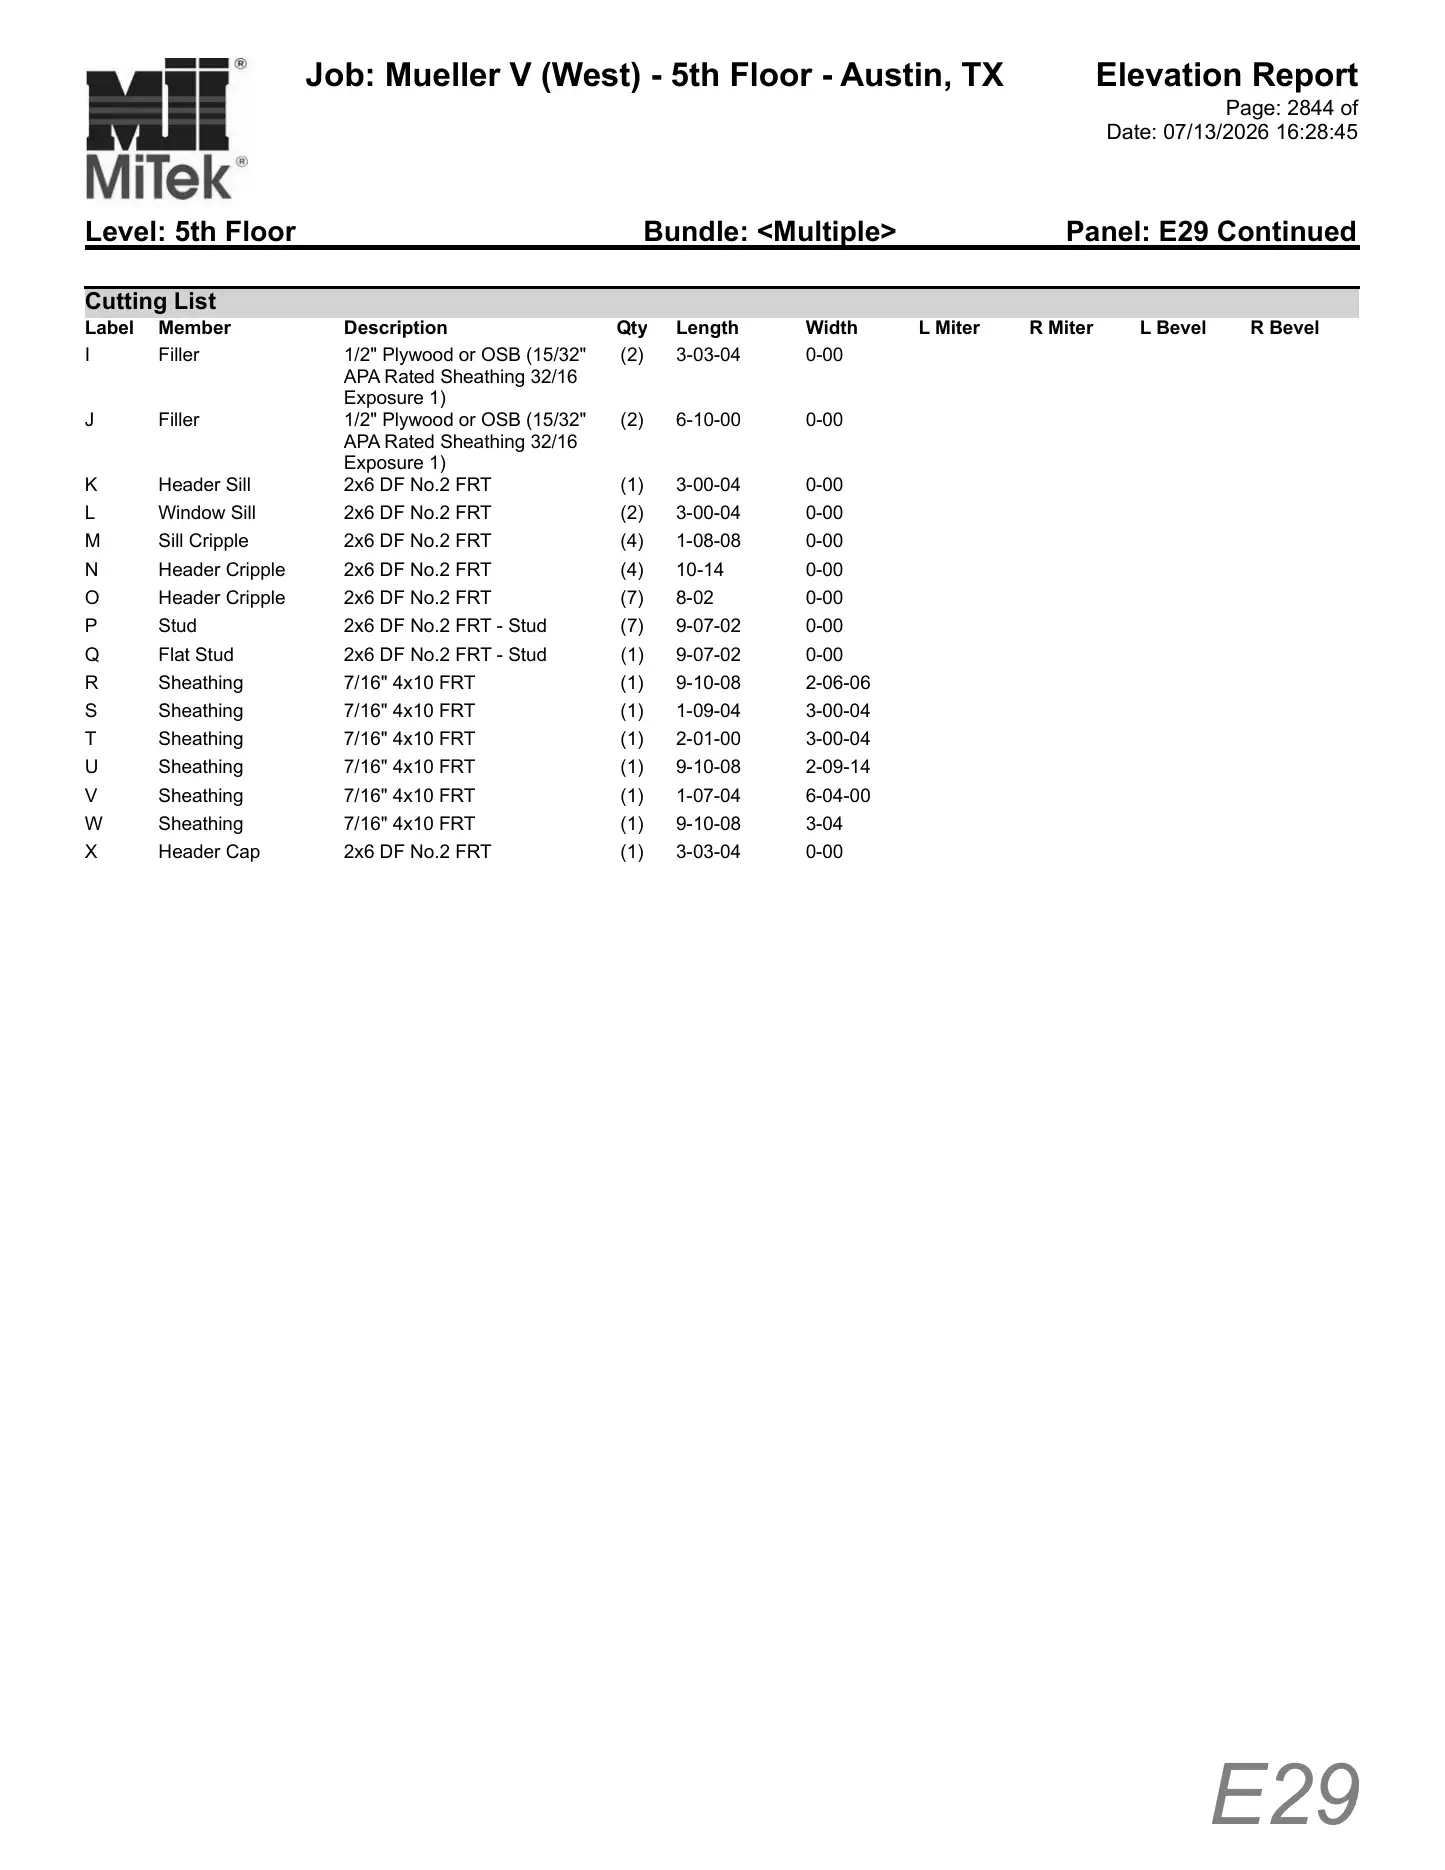 MiTek®
Job: Mueller V (West) - 5th Floor - Austin, TX
Elevation Report
Page: 2844 of
Date: 07/13/2026 16:28:45
Level: 5th Floor Bundle: <Multiple> Panel: E29 Continued
Cutting List
Label Member Description Qty Length Width L Miter R Miter L Bevel R Bevel
I Filler 1/2" Plywood or OSB (15/32" (2) 3-03-04 0-00
APA Rated Sheathing 32/16
Exposure 1)
J Filler 1/2" Plywood or OSB (15/32" (2) 6-10-00 0-00
APA Rated Sheathing 32/16
Exposure 1)
K Header Sill 2x6 DF No.2 FRT (1) 3-00-04 0-00
L Window Sill 2x6 DF No.2 FRT (2) 3-00-04 0-00
M Sill Cripple 2x6 DF No.2 FRT (4) 1-08-08 0-00
N Header Cripple 2x6 DF No.2 FRT (4) 10-14 0-00
O Header Cripple 2x6 DF No.2 FRT (7) 8-02 0-00
P Stud 2x6 DF No.2 FRT - Stud (7) 9-07-02 0-00
Q Flat Stud 2x6 DF No.2 FRT - Stud (1) 9-07-02 0-00
R Sheathing 7/16" 4x10 FRT (1) 9-10-08 2-06-06
S Sheathing 7/16" 4x10 FRT (1) 1-09-04 3-00-04
T Sheathing 7/16" 4x10 FRT (1) 2-01-00 3-00-04
U Sheathing 7/16" 4x10 FRT (1) 9-10-08 2-09-14
V Sheathing 7/16" 4x10 FRT (1) 1-07-04 6-04-00
W Sheathing 7/16" 4x10 FRT (1) 9-10-08 3-04
X Header Cap 2x6 DF No.2 FRT (1) 3-03-04 0-00
E29